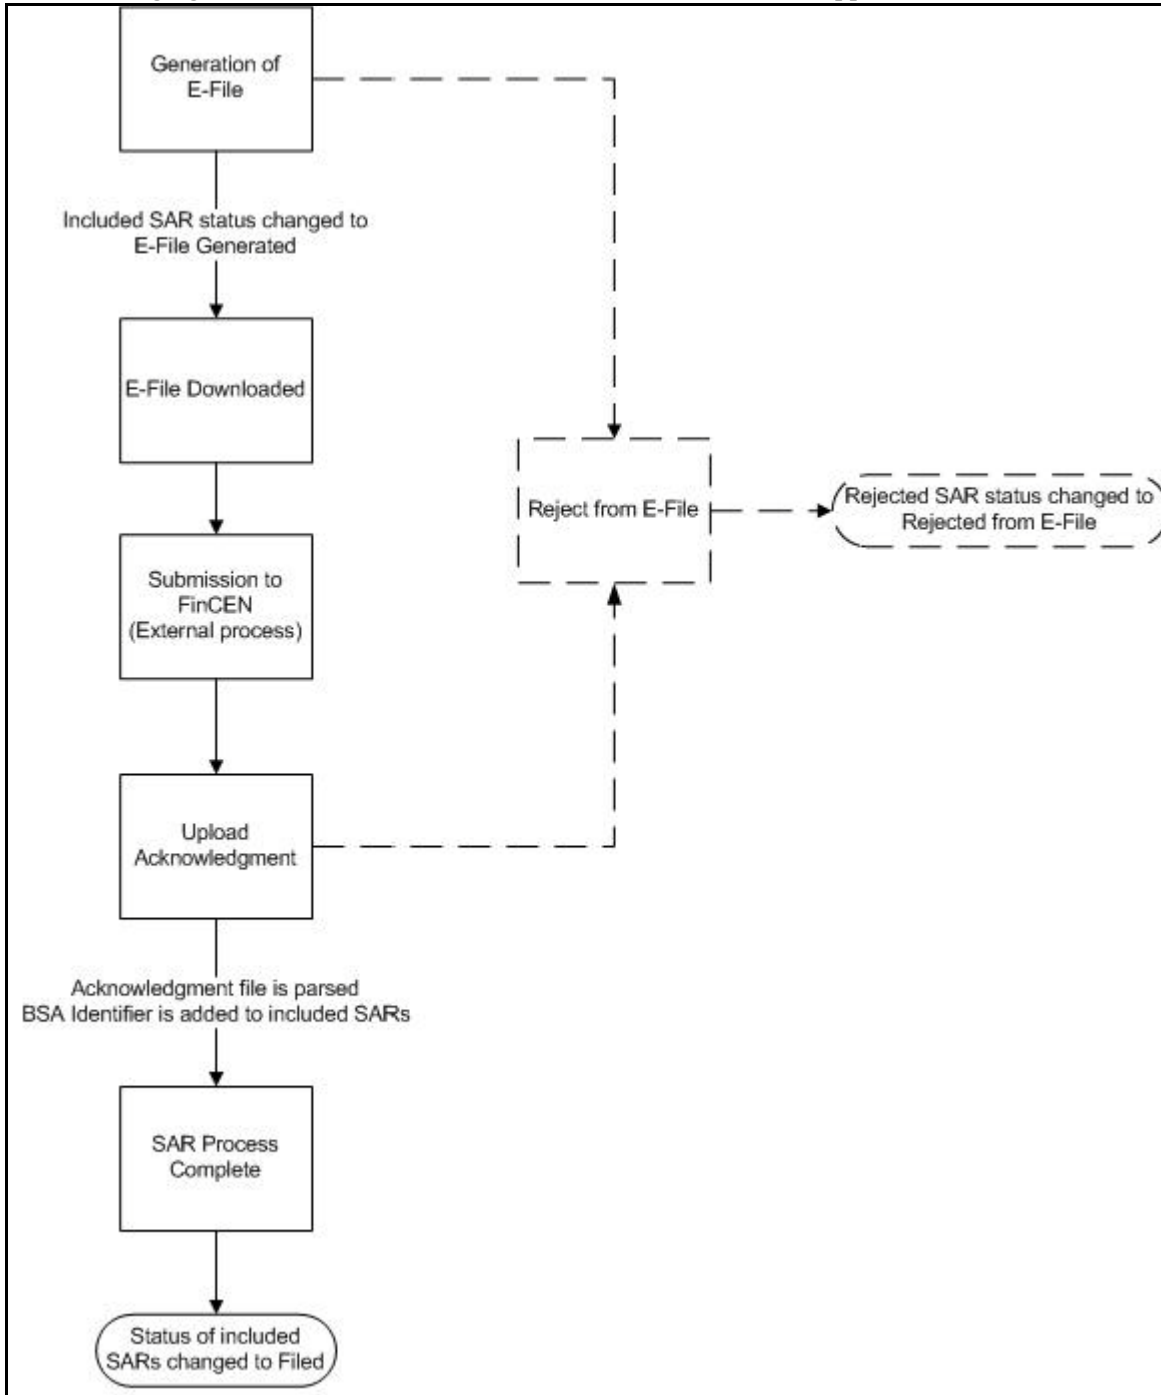 Generation of
E-File
Included SAR status changed to
E-File Generated
E-File Downloaded
Reject from E-File
Rejected SAR status changed to
Rejected from E-File
Submission to
FinCEN
(External process)
Upload
Acknowledgment
Acknowledgment file is parsed
BSA Identifier is added to included SARs
SAR Process
Complete
Status of included
SARs changed to Filed